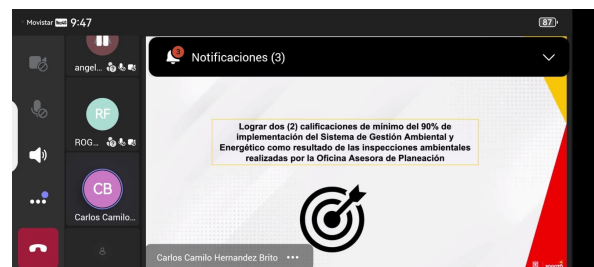 Movistar 9:47
87
angel...
Notificaciones (3)
3
RF
ROG...
Lograr dos (2) calificaciones de mínimo del 90% de
implementación del Sistema de Gestión Ambiental y
Energético como resultado de las inspecciones ambientales
realizadas por la Oficina Asesora de Planeación
CB
Carlos Camilo...
Carlos Camilo Hernandez Brito
BOGOTÁ